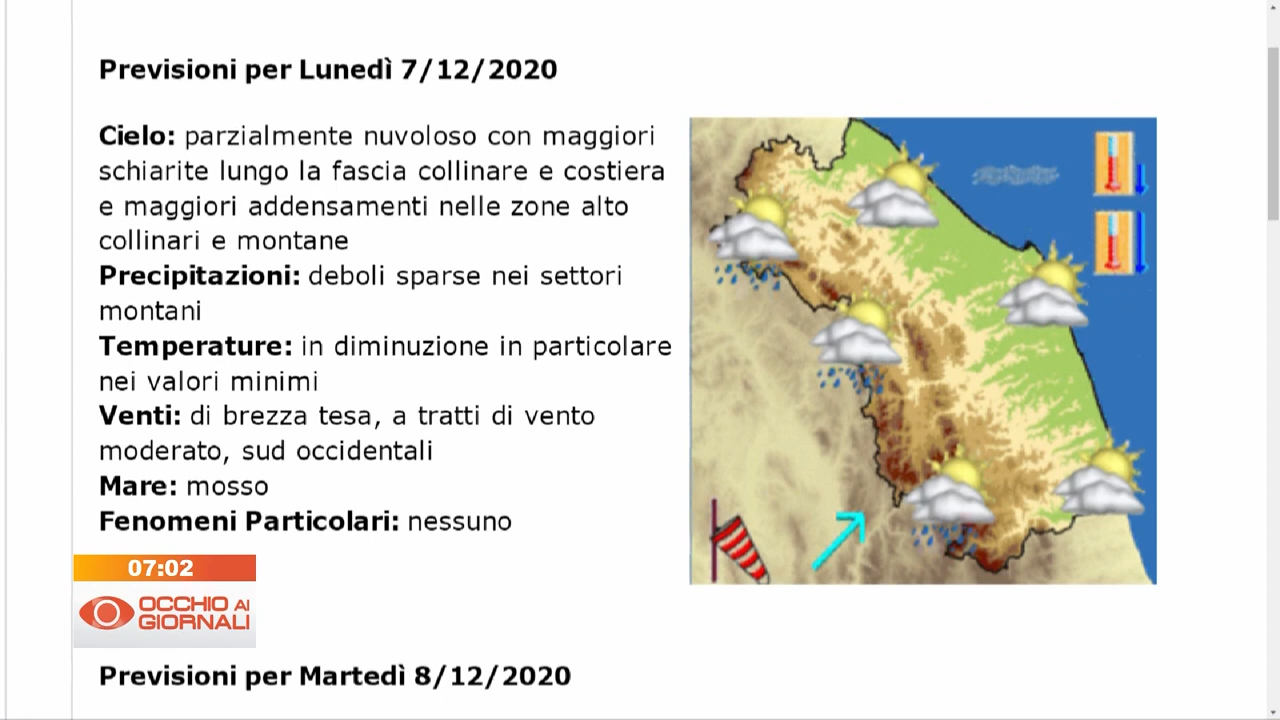 Previsioni per Lunedì 7/12/2020
Cielo: parzialmente nuvoloso con maggiori
schiarite lungo la fascia collinare e costiera
e maggiori addensamenti nelle zone alto
collinari e montane
Precipitazioni: deboli sparse nei settori
montani
Temperature: in diminuzione in particolare
nei valori minimi
Venti: di brezza tesa, a tratti di vento
moderato, sud occidentali
Mare: mosso
Fenomeni Particolari: nessuno
07:02
OCCHIO AI
GIORNALI
Previsioni per Martedì 8/12/2020